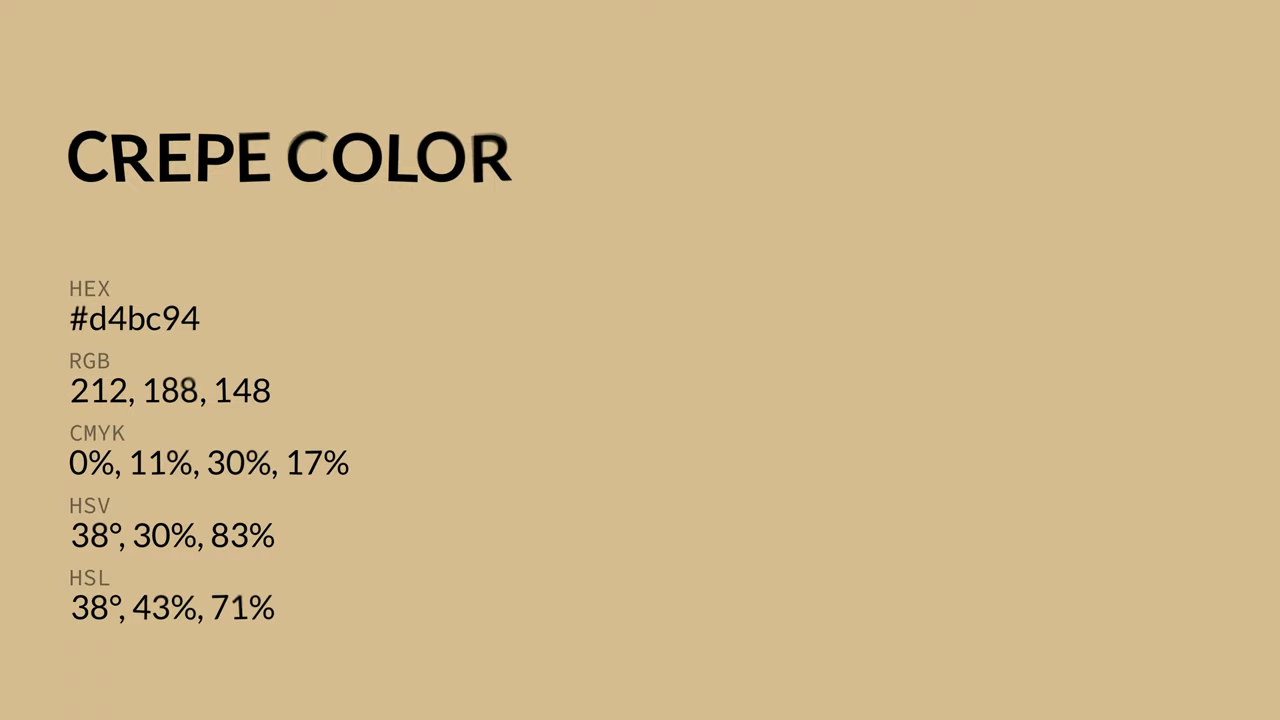 CREPE COLOR
HEX
#d4bc94
RGB
212, 188, 148
CMYK
0%, 11%, 30%, 17%
HSV
38°, 30%, 83%
HSL
38°, 43%, 71%